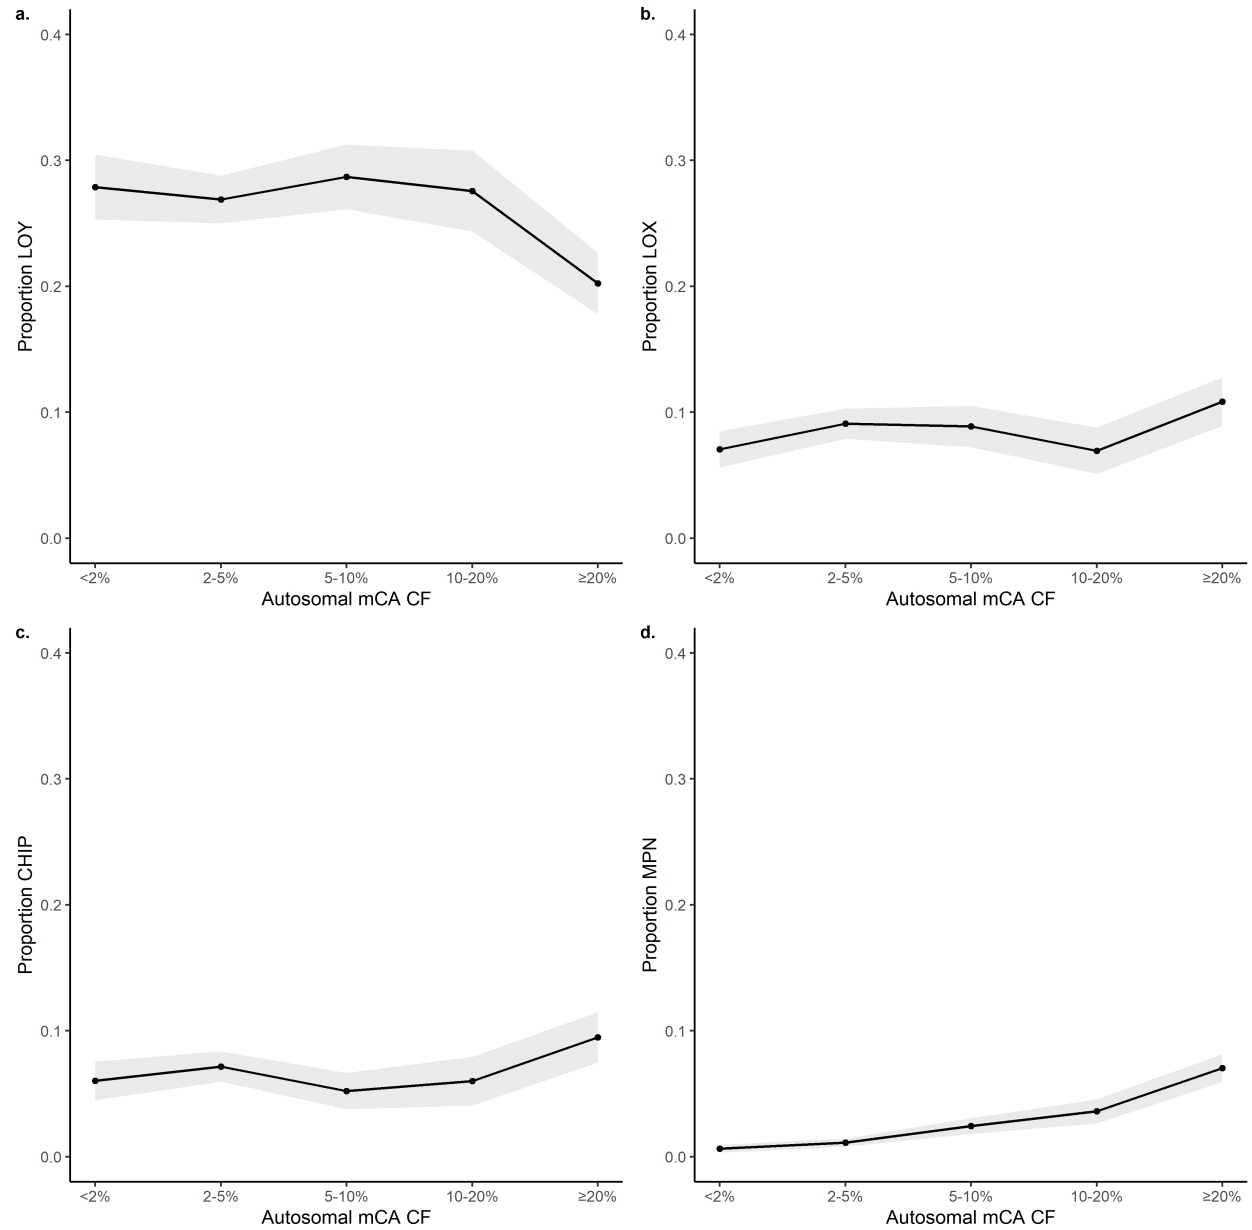 a.
Proportion LOY
0.4
0.3
0.2
0.1
0.0
<2% 2-5% 5-10% 10-20% ≥20%
Autosomal mCA CF
b.
Proportion LOX
0.4
0.3
0.2
0.1
0.0
<2% 2-5% 5-10% 10-20% ≥20%
Autosomal mCA CF
c.
Proportion CHIP
0.4
0.3
0.2
0.1
0.0
<2% 2-5% 5-10% 10-20% ≥20%
Autosomal mCA CF
d.
Proportion MPN
0.4
0.3
0.2
0.1
0.0
<2% 2-5% 5-10% 10-20% ≥20%
Autosomal mCA CF